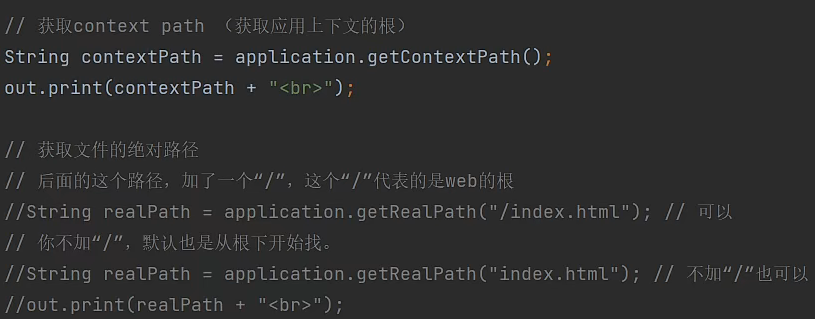 // 获取context path （获取应用上下文的根）
String contextPath = application.getContextPath();
out.print(contextPath + "<br>");
// 获取文件的绝对路径
// 后面的这个路径，加了一个“/”，这个“/”代表的是web的根
//String realPath = application.getRealPath("/index.html"); // 可以
// 你不加“/”，默认也是从根下开始找。
//String realPath = application.getRealPath("index.html"); // 不加“/”也可以
//out.print(realPath + "<br>");